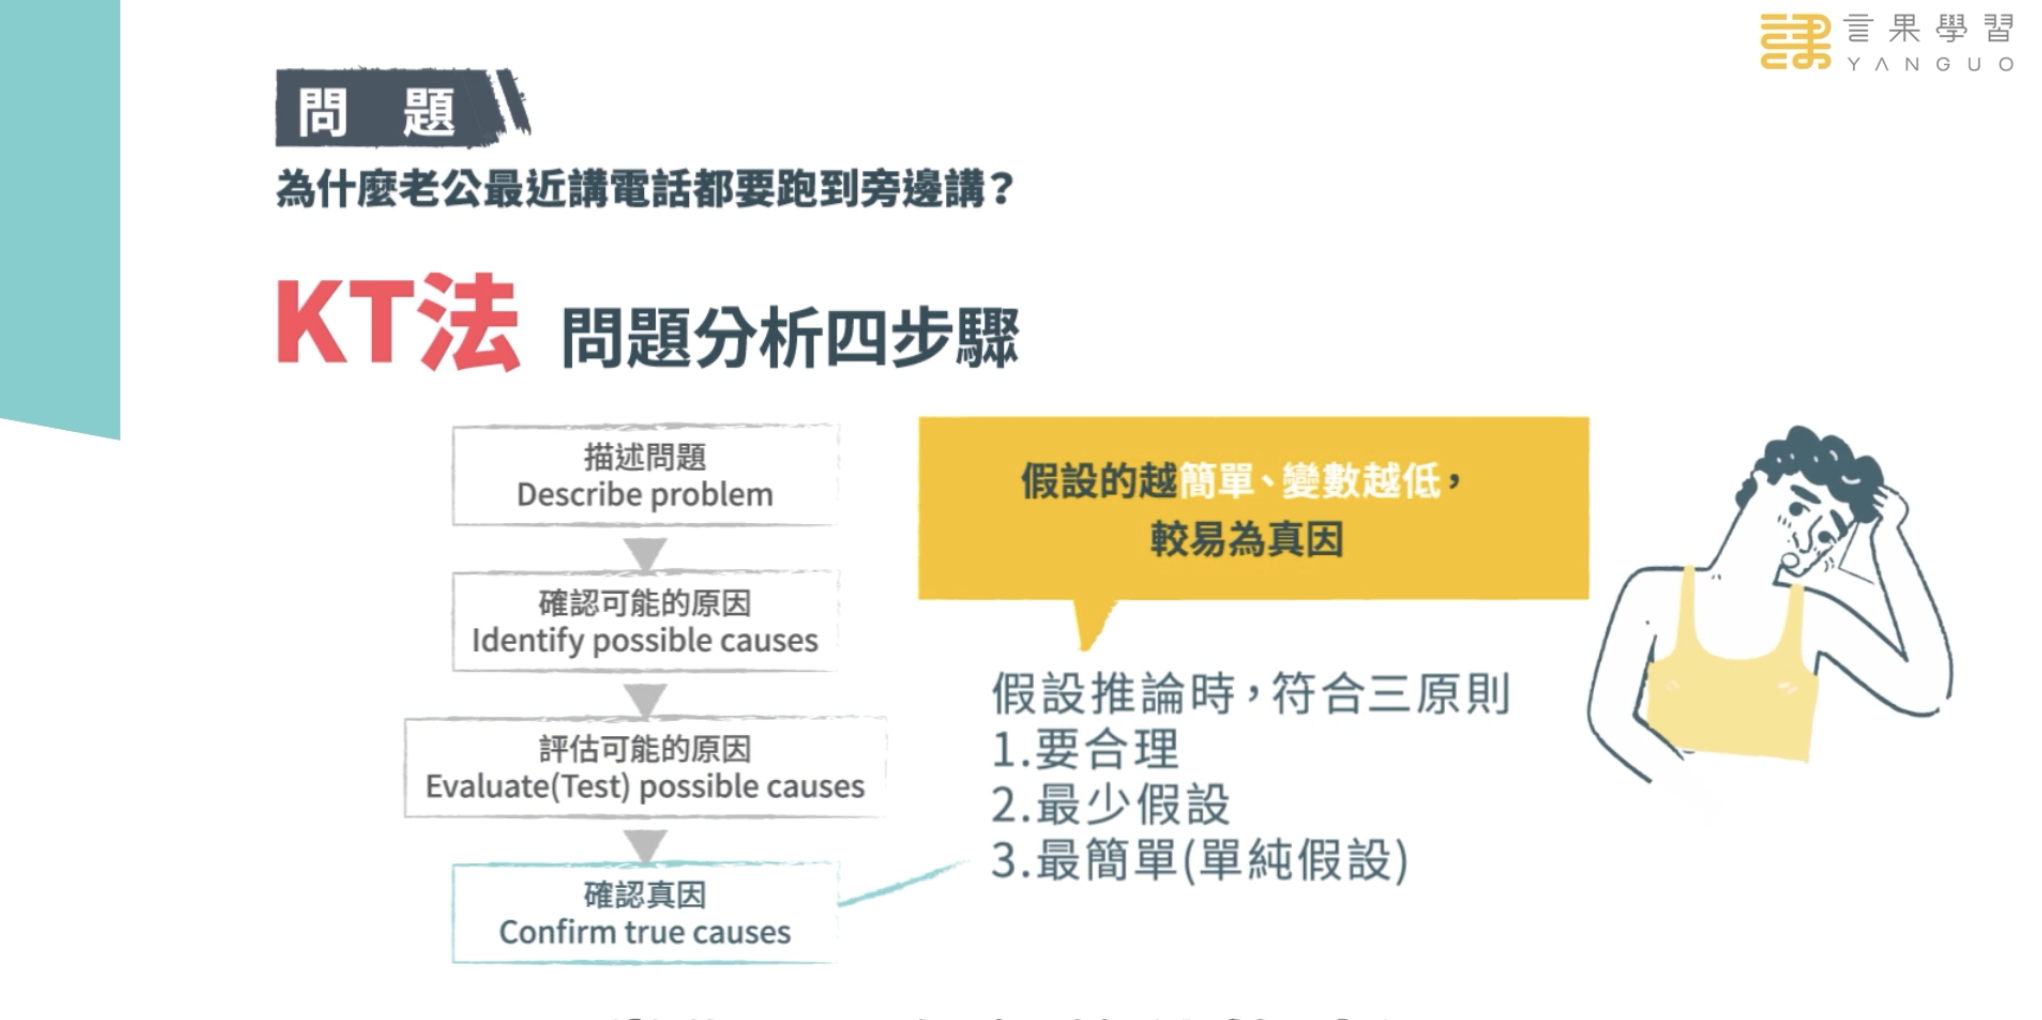 言果學習
YANGUO
問題
為什麼老公最近講電話都要跑到旁邊講？
KT法 問題分析四步驟
描述問題
Describe problem
確認可能的原因
Identify possible causes
評估可能的原因
Evaluate(Test) possible causes
確認真因
Confirm true causes
假設的越簡單、變數越低，
較易為真因
假設推論時，符合三原則
1.要合理
2.最少假設
3.最簡單(單純假設)